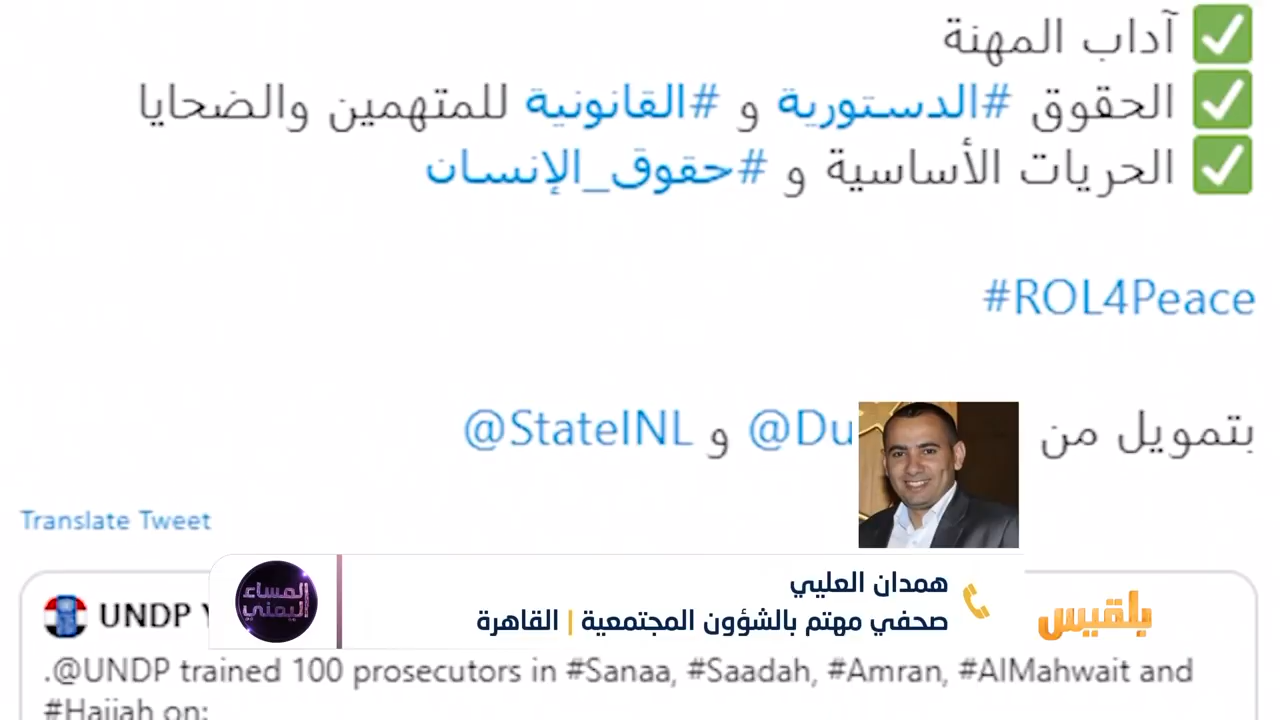 آداب المهنة
الحقوق #الدستورية و #القانونية للمتهمين والضحايا
الحريات الأساسية و #حقوق_الإنسان
#ROL4Peace
بتمويل من @Du و @StateINL
Translate Tweet
المساء اليمني
همدان العليي
صحفي مهتم بالشؤون المجتمعية | القاهرة
بلقيس
UNDP Y
.@UNDP trained 100 prosecutors in #Sanaa, #Saadah, #Amran, #AlMahwait and
#Hajjah on: